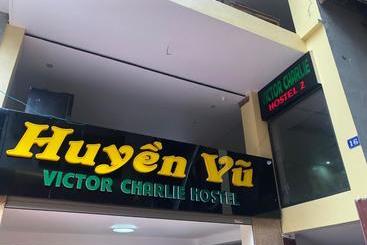 Huyền Vũ
VICTOR CHARLIE HOSTEL
VICTOR CHARLIE
HOSTEL 2
16